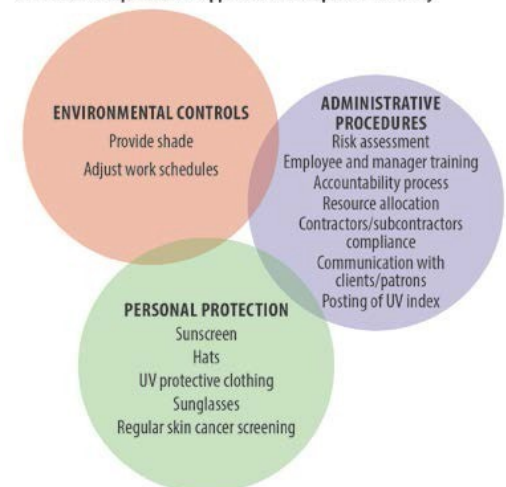 ENVIRONMENTAL CONTROLS
Provide shade
Adjust work schedules
ADMINISTRATIVE
PROCEDURES
Risk assessment
Employee and manager training
Accountability process
Resource allocation
Contractors/subcontractors
compliance
Communication with
clients/patrons
Posting of UV index
PERSONAL PROTECTION
Sunscreen
Hats
UV protective clothing
Sunglasses
Regular skin cancer screening